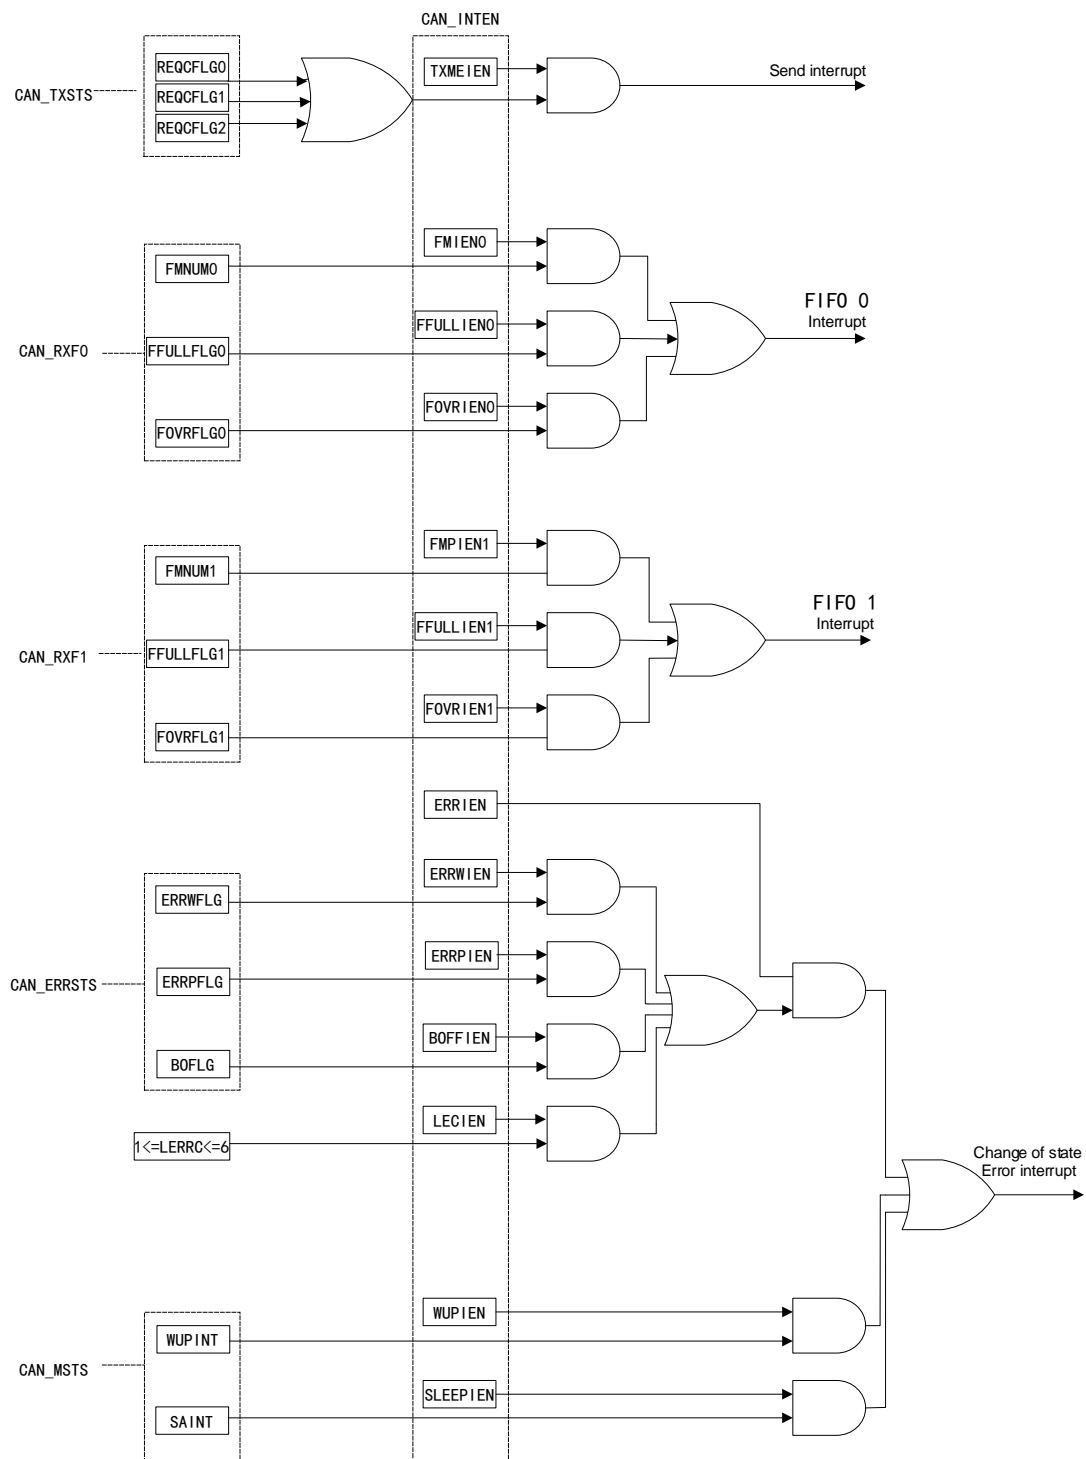 CAN_INTEN
REQCFLG0
TXMEIEN
Send interrupt
CAN_TXSTS
REQCFLG1
REQCFLG2
FMIEN0
FMNUM0
FIFO 0
Interrupt
FFULLIEN0
CAN_RXF0
FFULLFLG0
FOVRIEN0
FOVRFLG0
FMPIEN1
FMNUM1
FIFO 1
Interrupt
FFULLIEN1
CAN_RXF1
FFULLFLG1
FOVRIEN1
FOVRFLG1
ERRIEN
ERRWIEN
ERRWFLG
ERRPIEN
CAN_ERRSTS
ERRPFLG
BOFFIEN
BOFLG
LECIEN
1<=LERRC<=6
Change of state
Error interrupt
WUPIEN
WUPINT
CAN_MSTS
SLEEPIEN
SAINT